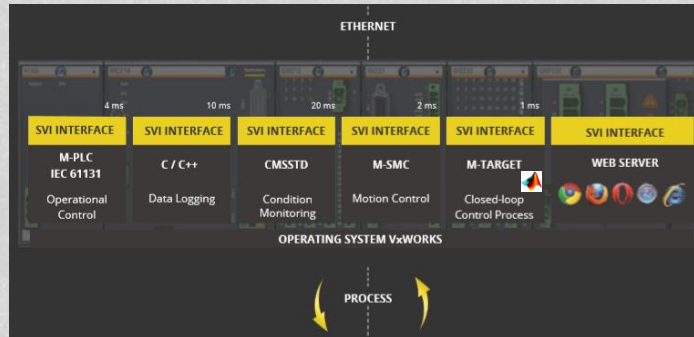 ETHERNET
4 ms
10 ms
20 ms
2 ms
1 ms
SVI INTERFACE
SVI INTERFACE
SVI INTERFACE
SVI INTERFACE
SVI INTERFACE
SVI INTERFACE
M-PLC
IEC 61131
C / C++
CMSSTD
M-SMC
M-TARGET
WEB SERVER
Operational
Control
Data Logging
Condition
Monitoring
Motion Control
Closed-loop
Control Process
OPERATING SYSTEM VxWORKS
PROCESS